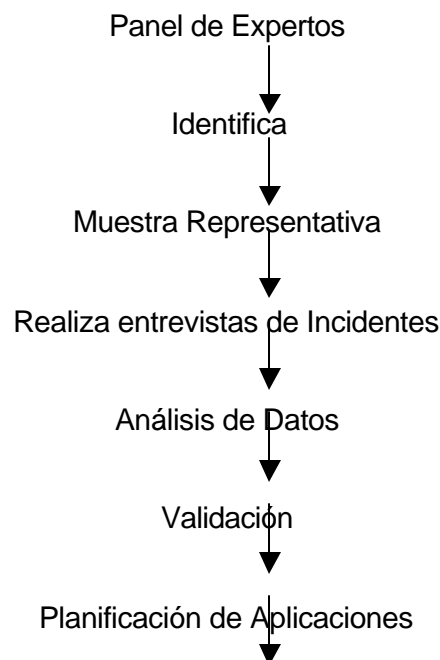 Panel de Expertos
Identifica
Muestra Representativa
Realiza entrevistas de Incidentes
Análisis de Datos
Validación
Planificación de Aplicaciones